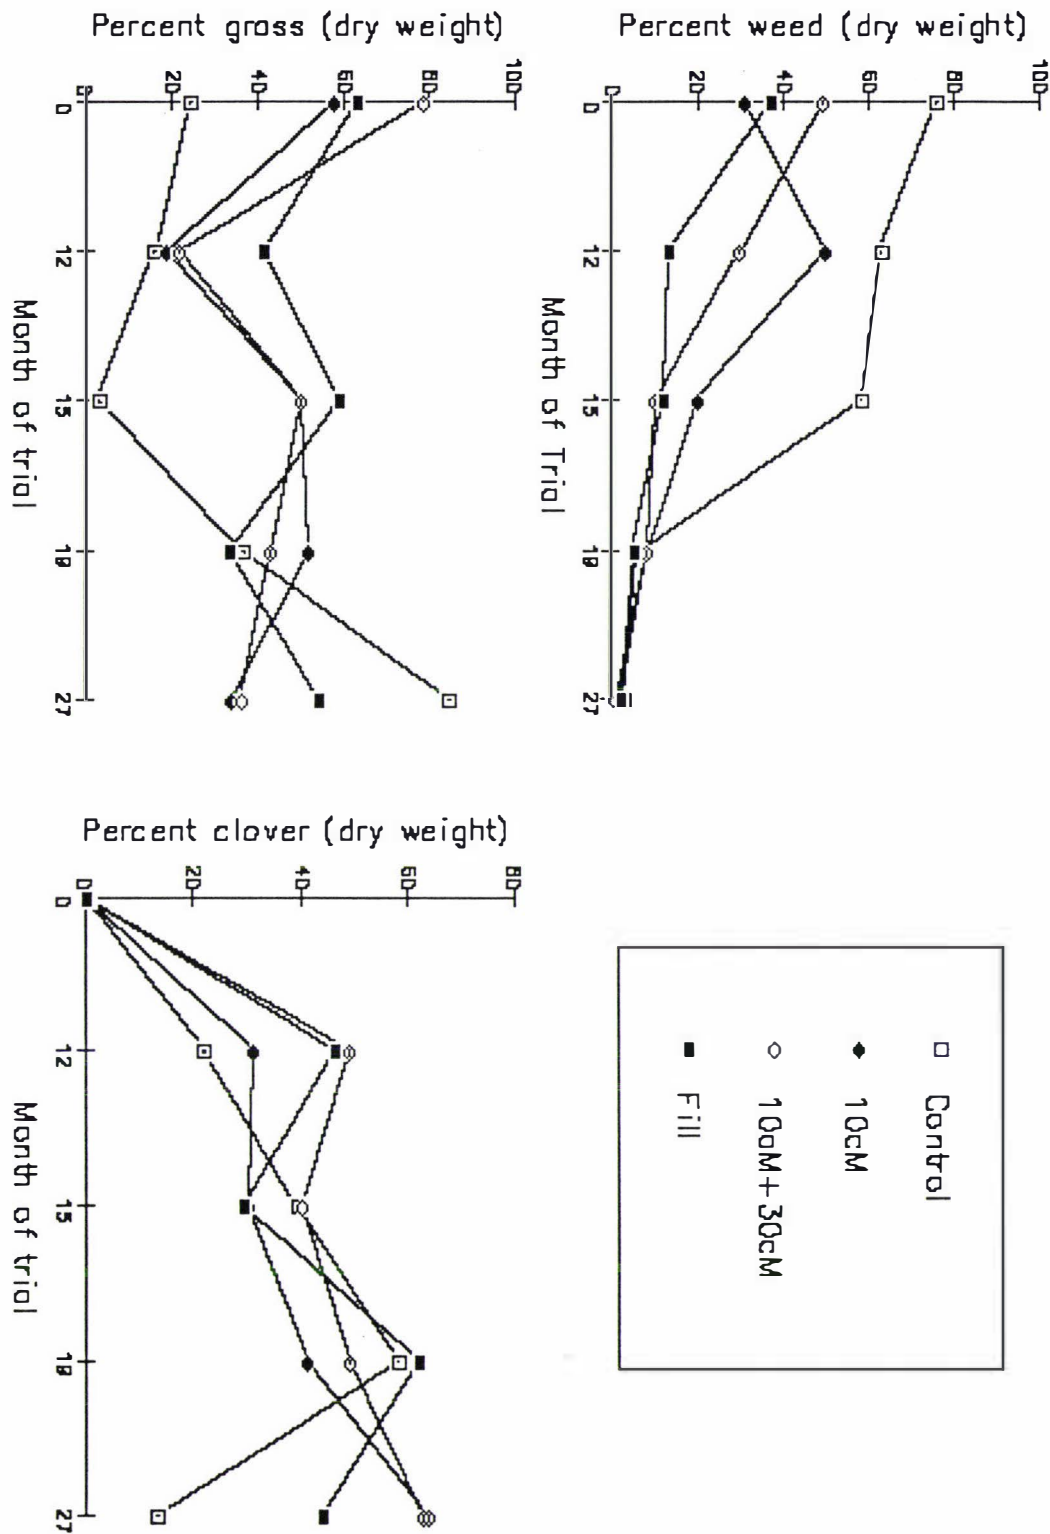 Percent weed (dry weight)
100
80
60
40
20
0
0 12 15 18 27
Month of Trial
Control
10cM
10cM+30cM
Fill
Percent grass (dry weight)
100
80
60
40
20
0
0 12 15 18 27
Month of trial
Percent clover (dry weight)
80
60
40
20
0
0 12 15 18 27
Month of trial